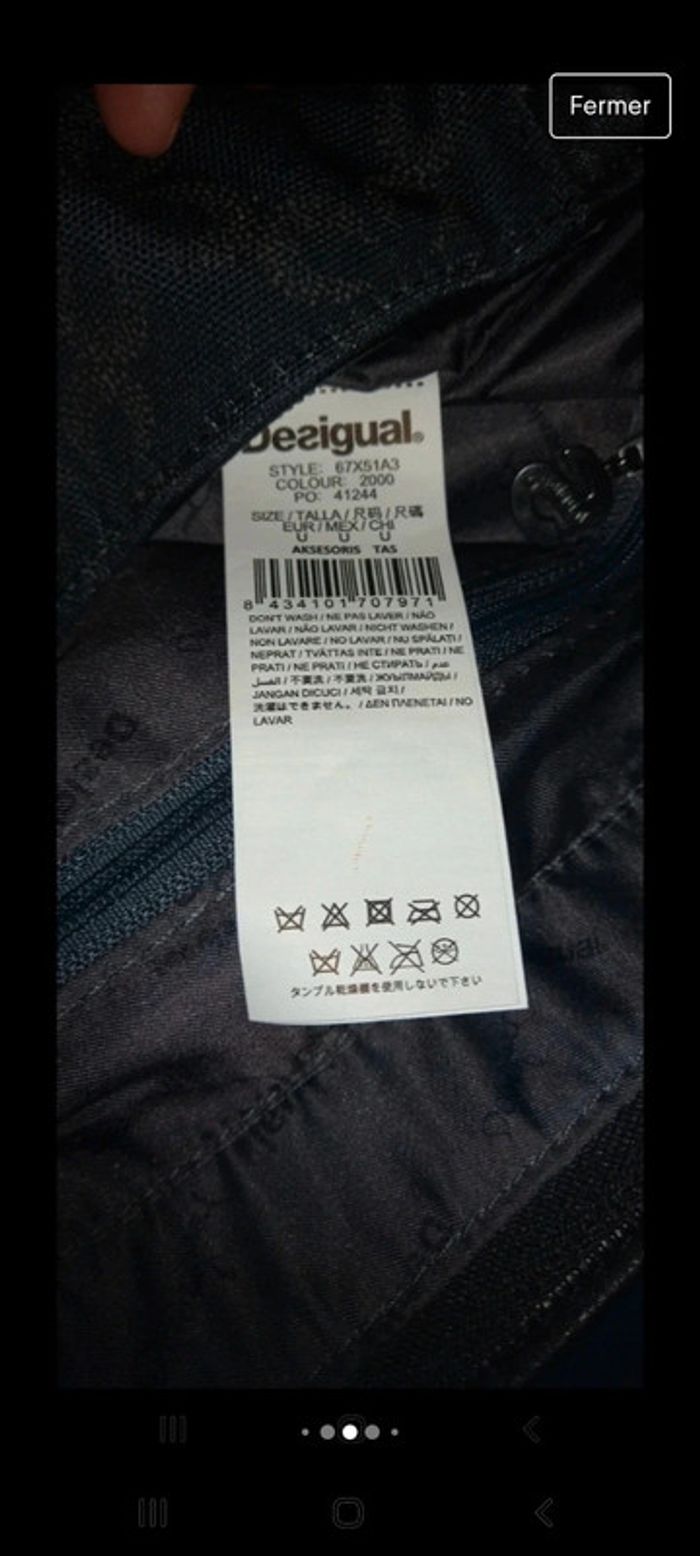 Fermer
Desigual®
STYLE: 67X51A3
COLOUR: 2000
PO: 41244
SIZE / TALLA / 尺码 / 尺碼
EUR / MEX / CHI
U U U
AKSESORIS TAS
8 434101 707971
DON'T WASH / NE PAS LAVER / NÃO
LAVAR / NÃO LAVAR / NICHT WASHEN /
NON LAVARE / NO LAVAR / NU SPĂLAȚI /
NEPRAT / TVÄTTAS INTE / NE PRATI / NE
PRATI / NE PRATI / НЕ СТИРАТЬ / عدم
الغسل / 不要洗 / 不要洗 / ЖУЫЛМАЙДЫ /
JANGAN DICUCI / 세탁 금지 /
洗濯はできません。 / ΔΕΝ ΠΛΕΝΕΤΑΙ / NO
LAVAR
タンブル乾燥機を使用しないで下さい